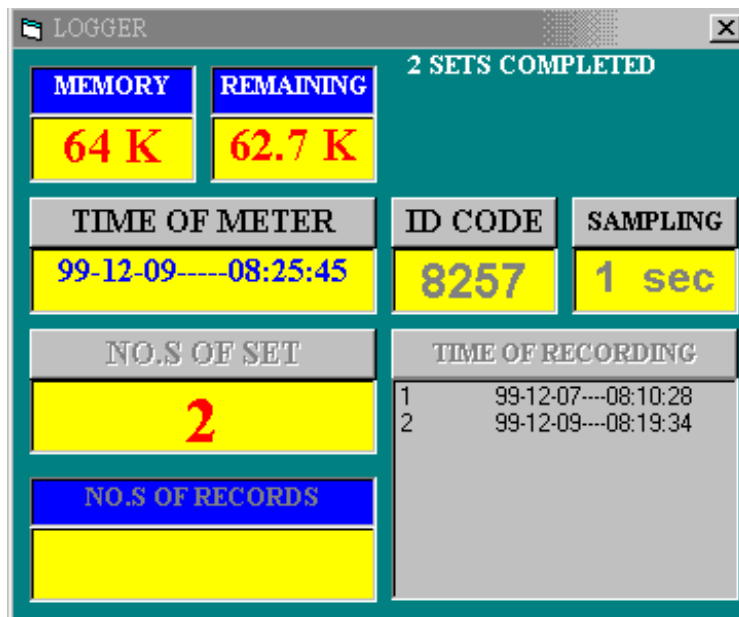 LOGGER
2 SETS COMPLETED
MEMORY REMAINING
64 K 62.7 K
TIME OF METER ID CODE SAMPLING
99-12-09-----08:25:45 8257 1 sec
NO.S OF SET TIME OF RECORDING
1 99-12-07----08:10:28
2 99-12-09----08:19:34
2
NO.S OF RECORDS